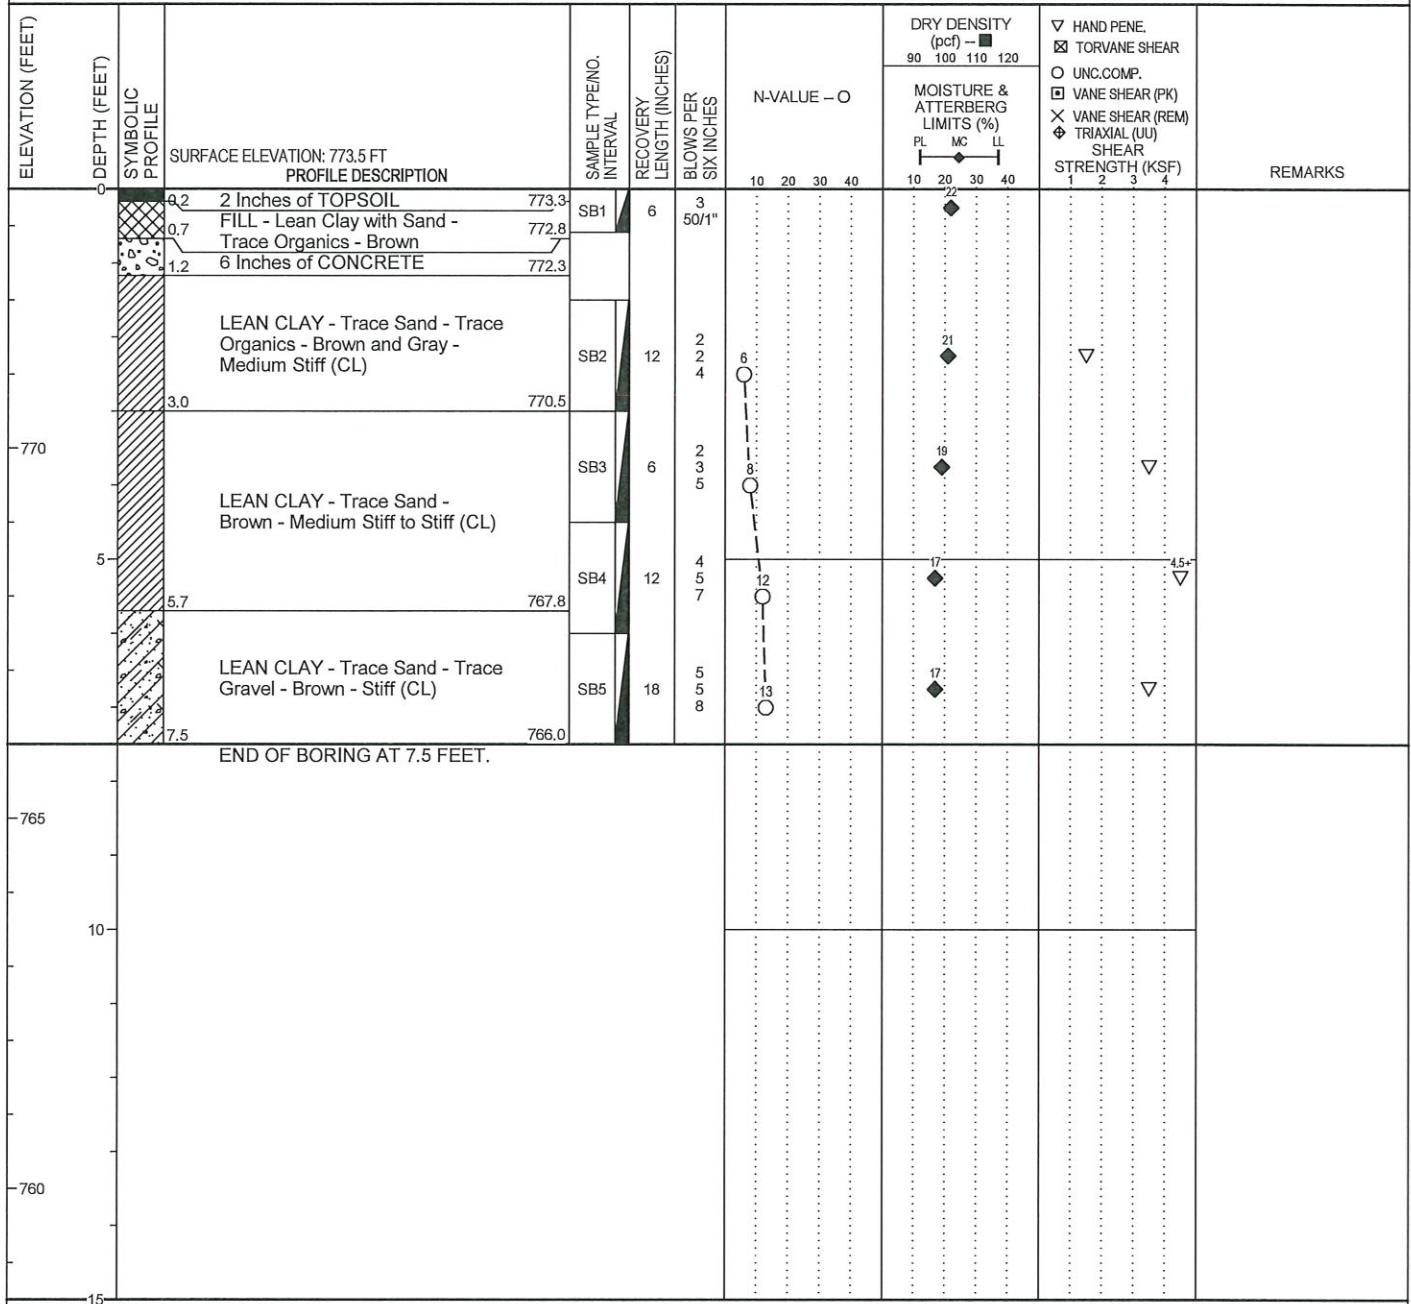 ELEVATION (FEET)
DEPTH (FEET)
SYMBOLIC
PROFILE
SURFACE ELEVATION: 773.5 FT
PROFILE DESCRIPTION
SAMPLE TYPE/NO.
INTERVAL
RECOVERY
LENGTH (INCHES)
BLOWS PER
SIX INCHES
N-VALUE -- O
10 20 30 40
DRY DENSITY
(pcf) -- ■
90 100 110 120
MOISTURE &
ATTERBERG
LIMITS (%)
PL MC LL
10 20 30 40
▽ HAND PENE.
⊠ TORVANE SHEAR
○ UNC.COMP.
⊡ VANE SHEAR (PK)
✕ VANE SHEAR (REM)
TRIAXIAL (UU)
SHEAR
STRENGTH (KSF)
1 2 3 4
REMARKS
0
0.2 2 Inches of TOPSOIL 773.3
FILL - Lean Clay with Sand -
0.7 772.8
Trace Organics - Brown
1.2 6 Inches of CONCRETE 772.3
SB1 6 3
50/1"
22
LEAN CLAY - Trace Sand - Trace
Organics - Brown and Gray -
Medium Stiff (CL)
3.0 770.5
SB2 12
2
2
4
6
21
770
LEAN CLAY - Trace Sand -
Brown - Medium Stiff to Stiff (CL)
SB3 6
2
3
5
8
19
5
5.7 767.8
SB4 12
4
5
7
12
17
4.5+
LEAN CLAY - Trace Sand - Trace
Gravel - Brown - Stiff (CL)
7.5 766.0
SB5 18
5
5
8
13
17
END OF BORING AT 7.5 FEET.
765
10
760
15